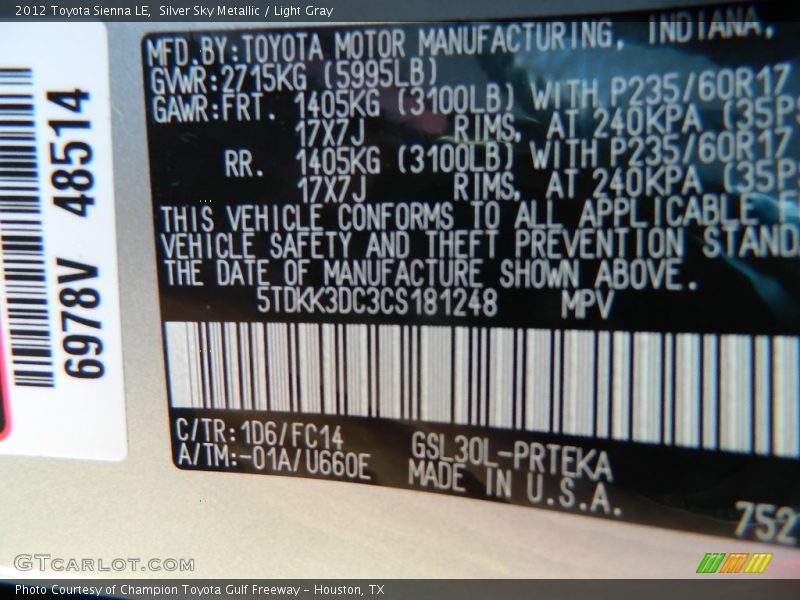 2012 Toyota Sienna LE,  Silver Sky Metallic / Light Gray
MFD.BY:TOYOTA MOTOR MANUFACTURING, INDIANA,
GVWR:2715KG (5995LB)
GAWR:FRT. 1405KG (3100LB) WITH P235/60R17
17X7J RIMS, AT 240KPA (35PS
RR. 1405KG (3100LB) WITH P235/60R17
17X7J RIMS, AT 240KPA (35P
THIS VEHICLE CONFORMS TO ALL APPLICABLE
VEHICLE SAFETY AND THEFT PREVENTION STAND
THE DATE OF MANUFACTURE SHOWN ABOVE.
5TDKK3DC3CS181248 MPV
C/TR:1D6/FC14
A/TM:-01A/U660E
GSL30L-PRTEKA
MADE IN U.S.A.
752
6978V 48514
GTCARLOT.COM
Photo Courtesy of Champion Toyota Gulf Freeway - Houston, TX